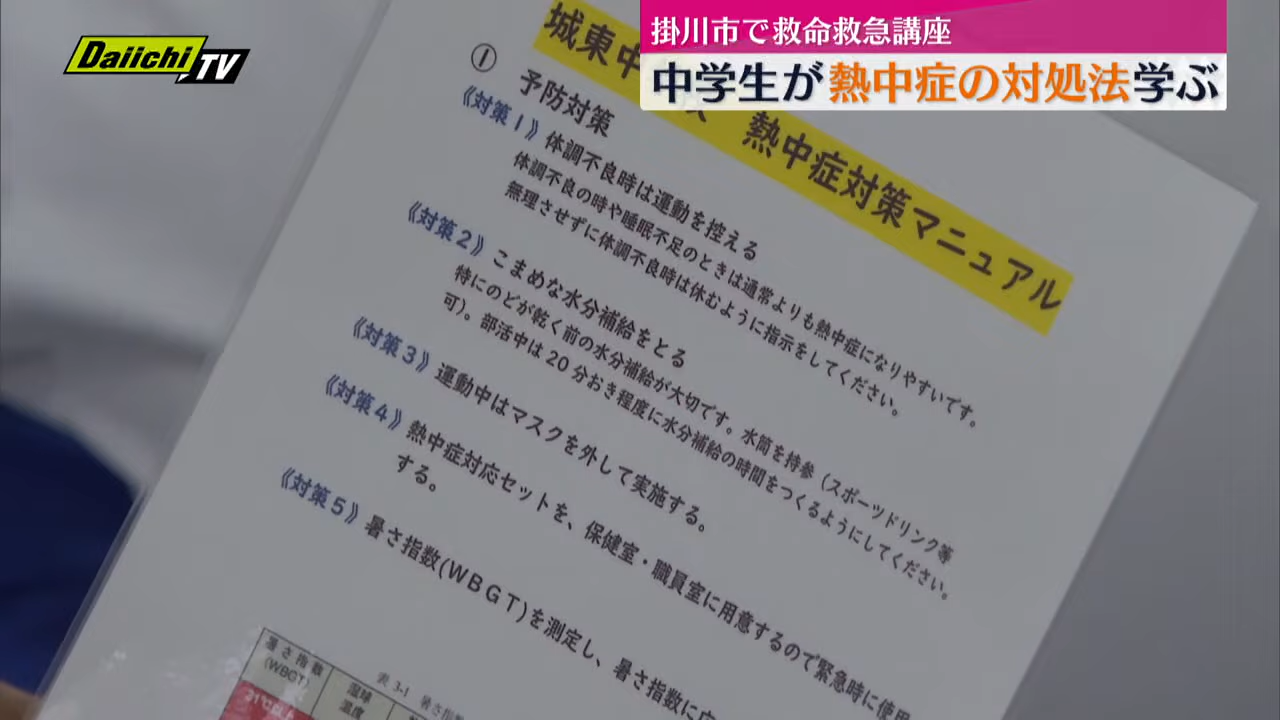 Daiichi.TV
掛川市で救命救急講座
中学生が熱中症の対処法学ぶ
城東中
熱中症対策マニュアル
① 予防対策
《対策1》体調不良時は運動を控える
体調不良の時や睡眠不足のときは通常よりも熱中症になりやすいです。
無理させずに体調不良時は休むように指示をしてください。
《対策2》こまめな水分補給をとる
特にのどが乾く前の水分補給が大切です。水筒を持参（スポーツドリンク等
可）。部活中は20分おき程度に水分補給の時間をつくるようにしてください。
《対策3》運動中はマスクを外して実施する。
《対策4》熱中症対応セットを、保健室・職員室に用意するので緊急時に使用
する。
《対策5》暑さ指数(WBGT)を測定し、暑さ指数に
表 3-1 暑さ指数
暑さ指数
(WBGT)
湿球
温度
31℃以上